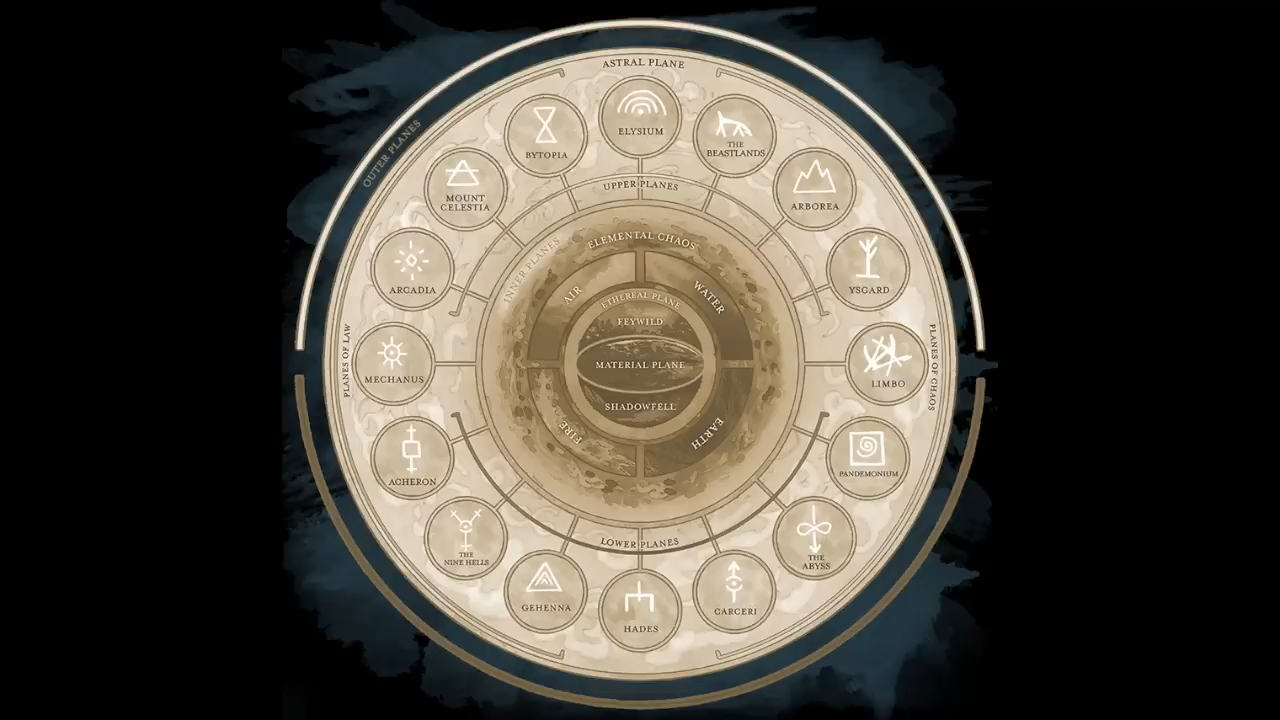 ASTRAL PLANE
OUTER PLANES
ELYSIUM
BYTOPIA
THE
BEASTLANDS
MOUNT
CELESTIA
UPPER PLANES
ARBOREA
INNER PLANES
ELEMENTAL CHAOS
ARCADIA
YSGARD
AIR
WATER
ETHEREAL PLANE
FEYWILD
PLANES OF LAW
MECHANUS
MATERIAL PLANE
LIMBO
PLANES OF CHAOS
SHADOWFELL
FIRE
EARTH
ACHERON
PANDEMONIUM
LOWER PLANES
THE
NINE HELLS
THE
ABYSS
GEHENNA
CARCERI
HADES